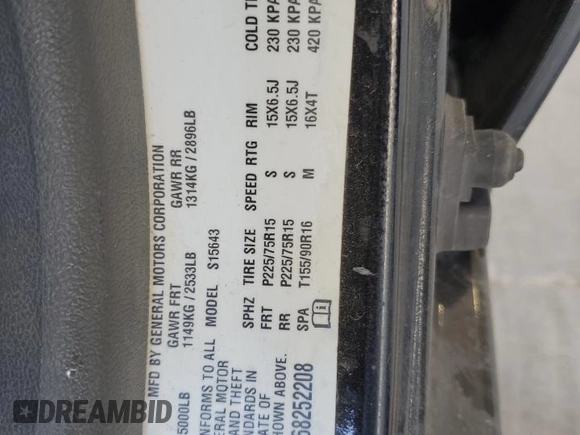 MFD BY GENERAL MOTORS CORPORATION
GAWR FRT GAWR RR
5000LB 1149KG/2533LB 1314KG/2896LB
NFORMS TO ALL MODEL S15643
ERAL MOTOR
AND THEFT SPHZ TIRE SIZE SPEED RTG RIM COLD TI
ANDARDS IN FRT P225/75R15 S 15X6.5J 230 KPA
ATE OF RR P225/75R15 S 15X6.5J 230 KPA
HOWN ABOVE. SPA T155/90R16 M 16X4T 420 KPA
68252208
DREAMBID